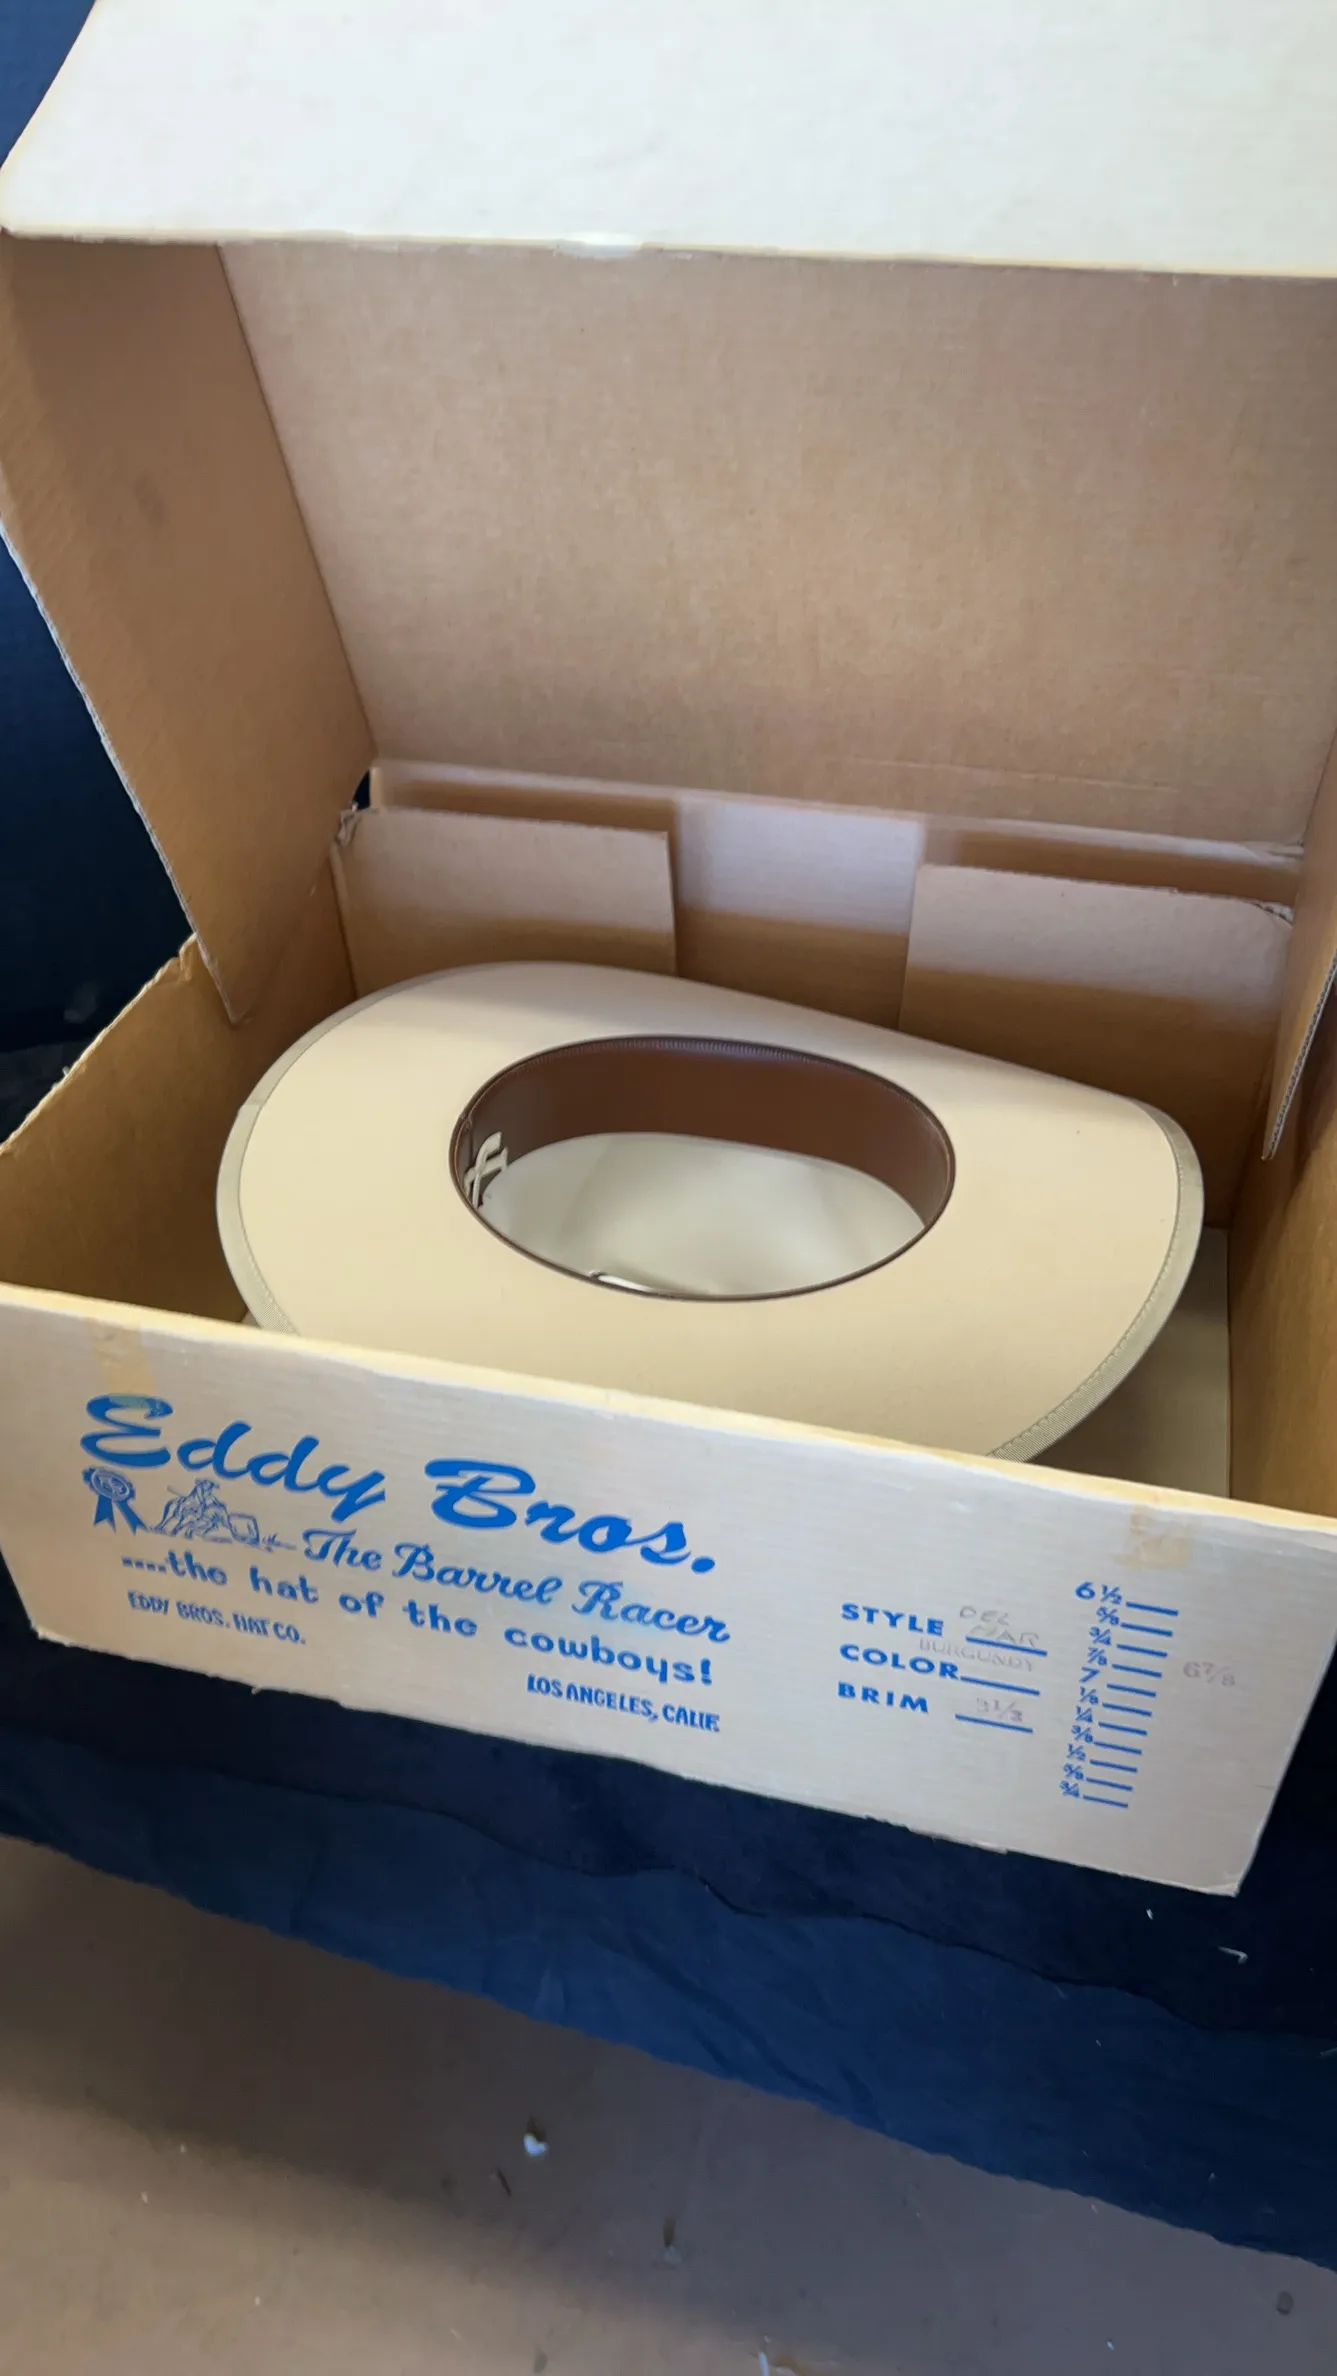 Eddy Bros.
The Barrel Racer
....the hat of the cowboys!
EDDY BROS. HAT CO.
LOS ANGELES, CALIF.
STYLE DEL MAR
COLOR BURGUNDY
BRIM
6½
⅝
¾
⅞ 6⅞
7
⅛
¼
⅜
½
⅝
¾